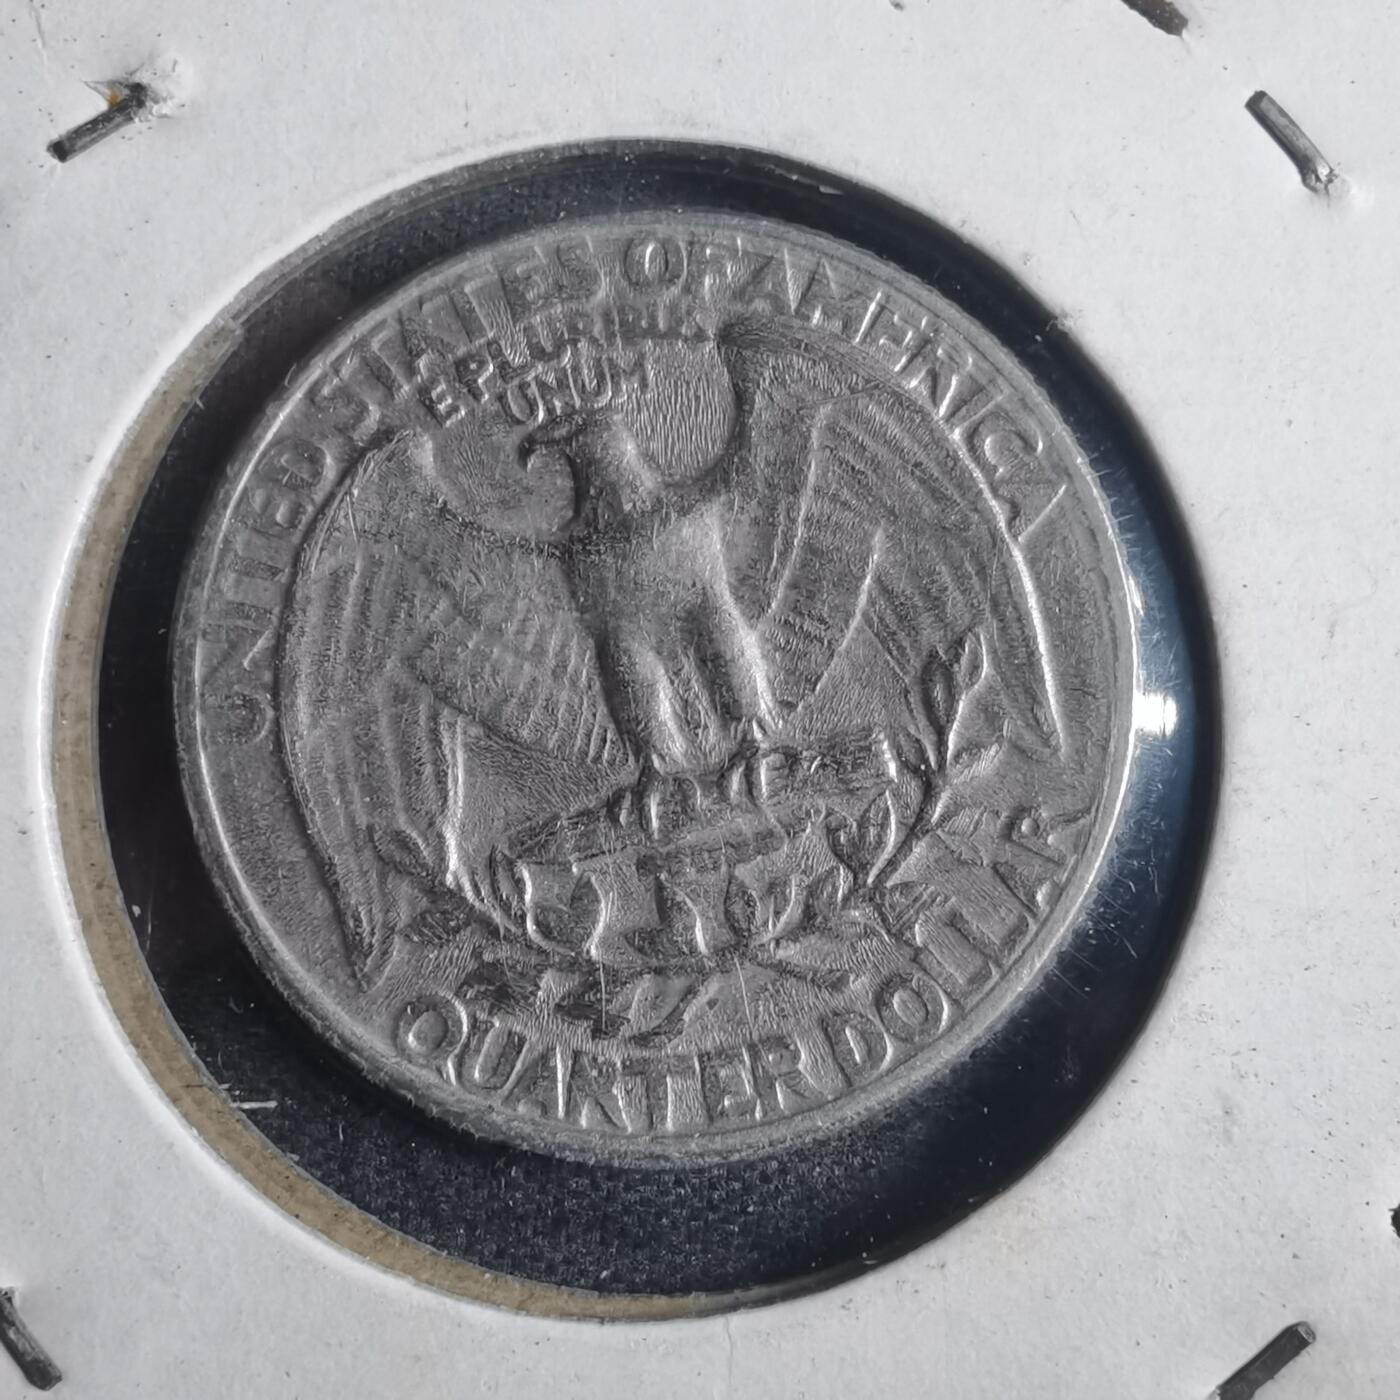 UNITED STATES OF AMERICA
E PLURIBUS
UNUM
QUARTER DOLLAR